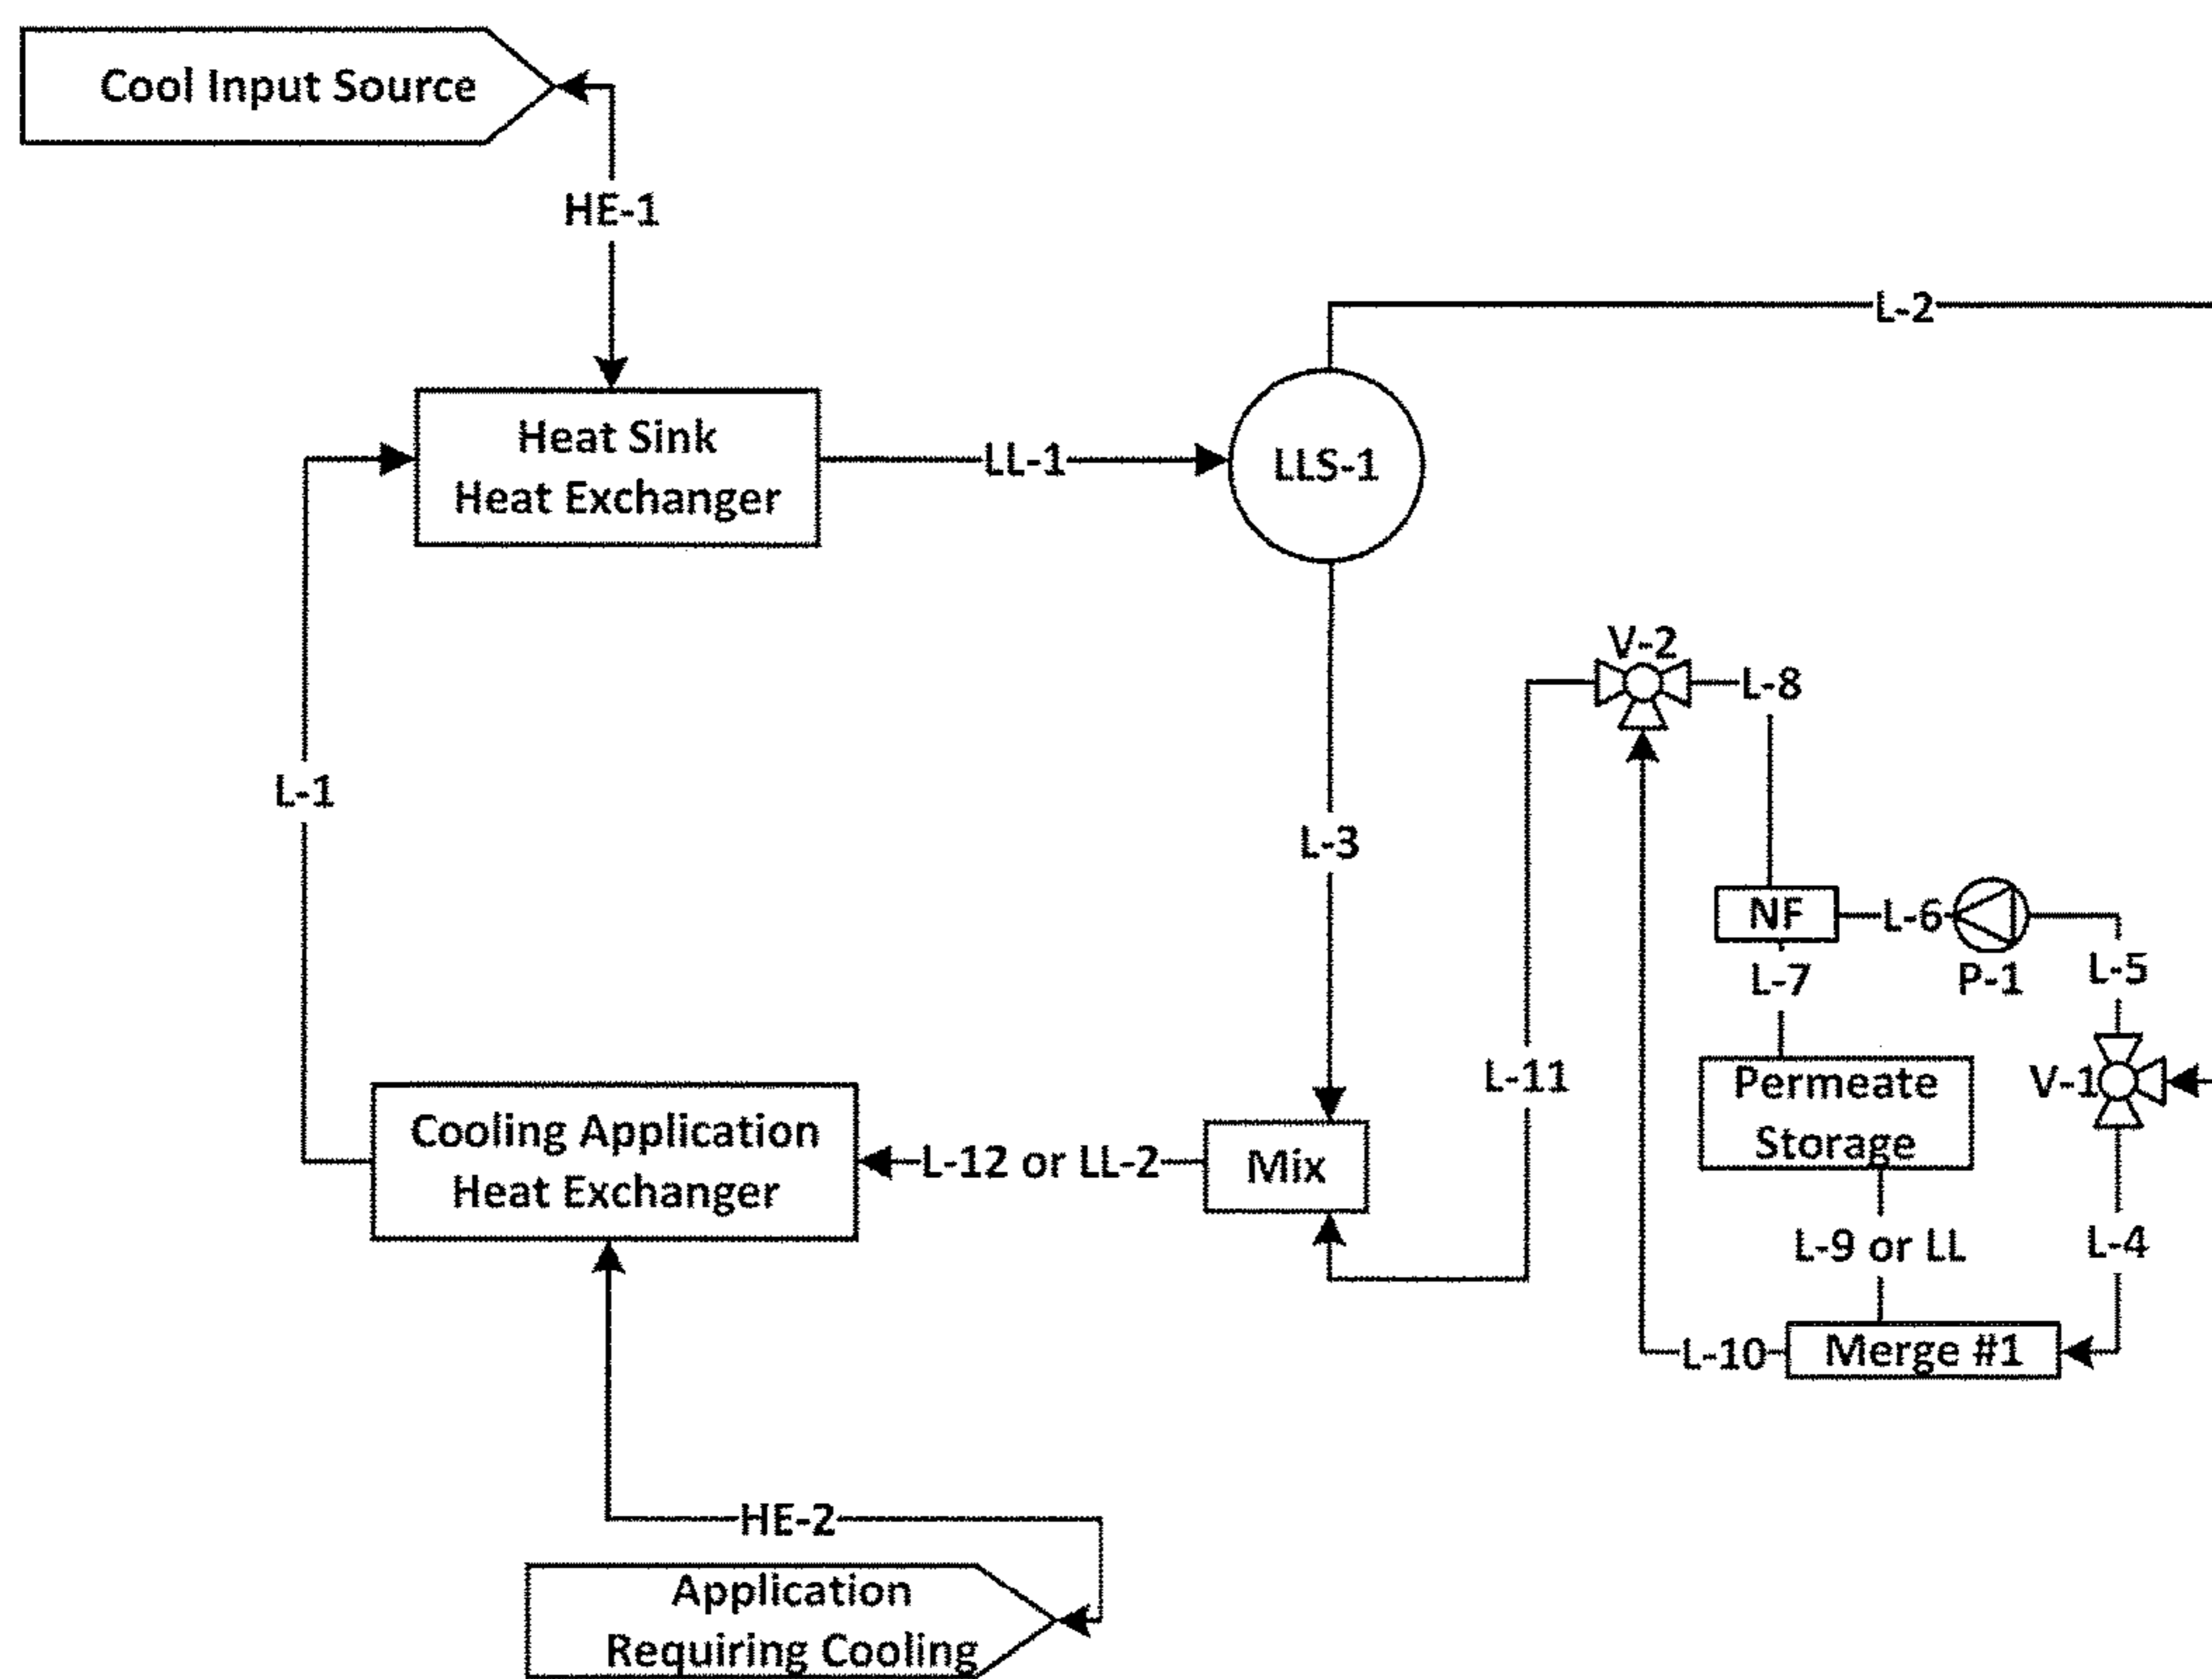 Cool Input Source
HE-1
L-2
Heat Sink
Heat Exchanger
LL-1
LLS-1
V-2
L-8
L-1
L-3
NF
L-6
P-1
L-7
L-5
L-11
V-1
Permeate
Storage
Cooling Application
Heat Exchanger
L-12 or LL-2
Mix
L-9 or LL
L-4
L-10
Merge #1
HE-2
Application
Requiring Cooling